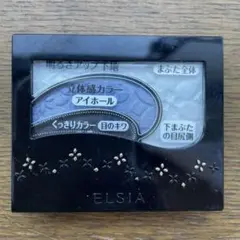 明るさアップ下地
まぶた全体
立体感カラー
アイホール
くっきりカラー 目のキワ
下まぶたの
目尻側
ELSIA